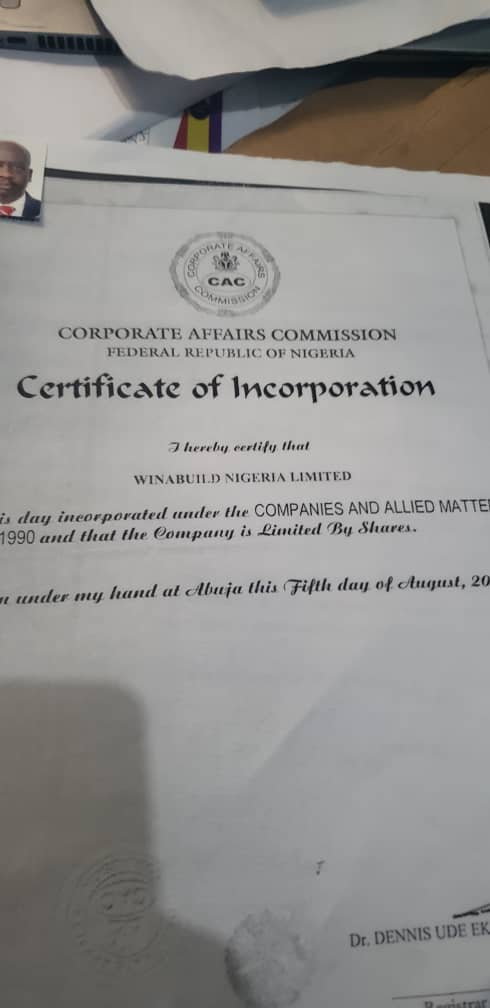 CORPORATE AFFAIRS
CAC
COMMISSION
CORPORATE AFFAIRS COMMISSION
FEDERAL REPUBLIC OF NIGERIA
Certificate of Incorporation
I hereby certify that
WINABUILD NIGERIA LIMITED
is day incorporated under the COMPANIES AND ALLIED MATTE
1990 and that the Company is Limited By Shares.
n under my hand at Abuja this Fifth day of August, 20
Dr. DENNIS UDE EK
Registrar